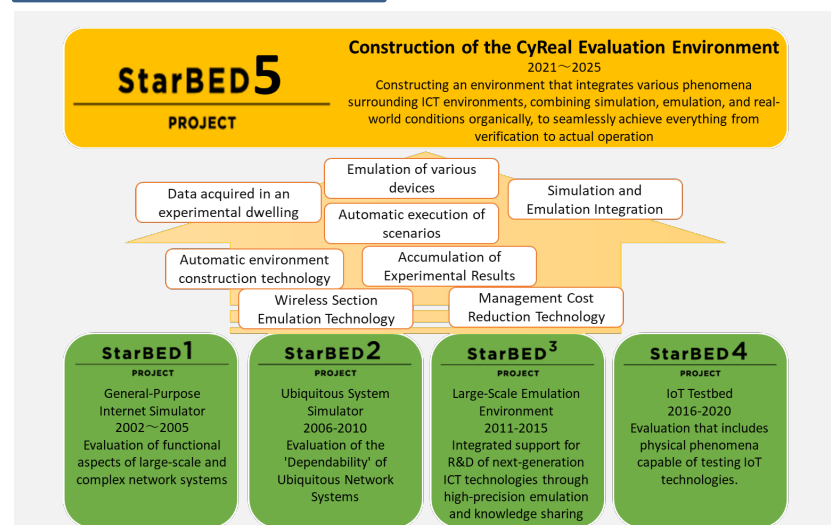 StarBED5
PROJECT
Construction of the CyReal Evaluation Environment
2021～2025
Constructing an environment that integrates various phenomena
surrounding ICT environments, combining simulation, emulation, and real-
world conditions organically, to seamlessly achieve everything from
verification to actual operation
Emulation of various
devices
Data acquired in an
experimental dwelling
Simulation and
Emulation Integration
Automatic execution of
scenarios
Automatic environment
construction technology
Accumulation of
Experimental Results
Wireless Section
Emulation Technology
Management Cost
Reduction Technology
StarBED1
PROJECT
General-Purpose
Internet Simulator
2002～2005
Evaluation of functional
aspects of large-scale and
complex network systems
StarBED2
PROJECT
Ubiquitous System
Simulator
2006-2010
Evaluation of the
'Dependability' of
Ubiquitous Network
Systems
StarBED³
PROJECT
Large-Scale Emulation
Environment
2011-2015
Integrated support for
R&D of next-generation
ICT technologies through
high-precision emulation
and knowledge sharing
StarBED4
PROJECT
IoT Testbed
2016-2020
Evaluation that includes
physical phenomena
capable of testing IoT
technologies.